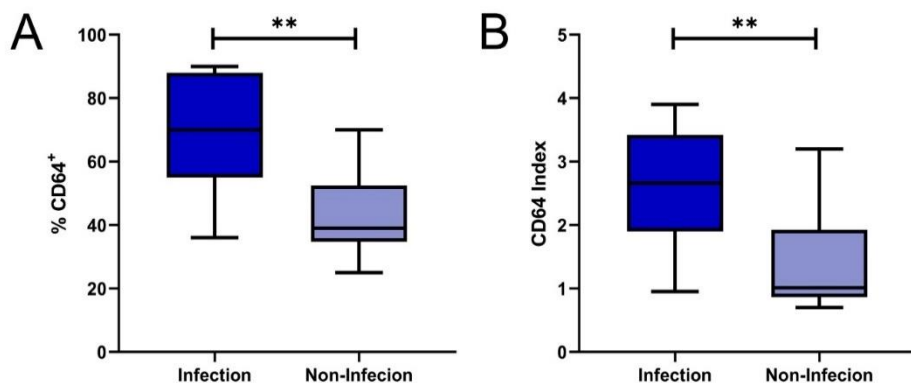 A
**
% CD64+
100
80
60
40
20
0
Infection Non-Infecion
B
**
CD64 Index
5
4
3
2
1
0
Infection Non-Infecion